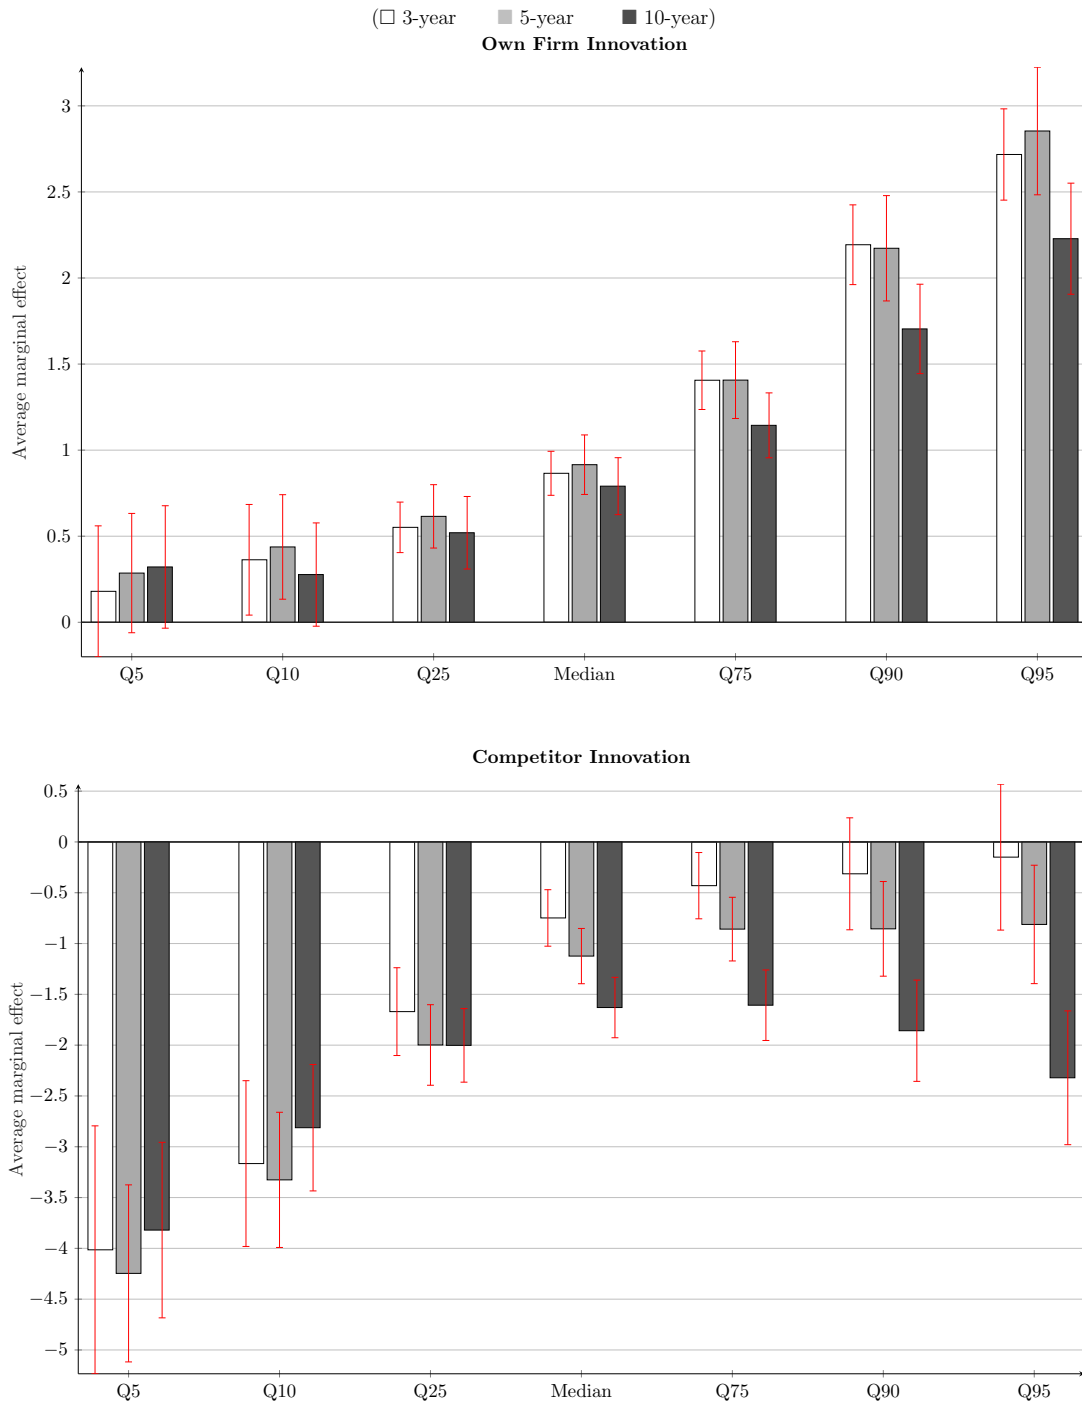 (□ 3-year ■ 5-year ■ 10-year)
Own Firm Innovation
Average marginal effect
3
2.5
2
1.5
1
0.5
0
Q5 Q10 Q25 Median Q75 Q90 Q95
Competitor Innovation
Average marginal effect
0.5
0
−0.5
−1
−1.5
−2
−2.5
−3
−3.5
−4
−4.5
−5
Q5 Q10 Q25 Median Q75 Q90 Q95